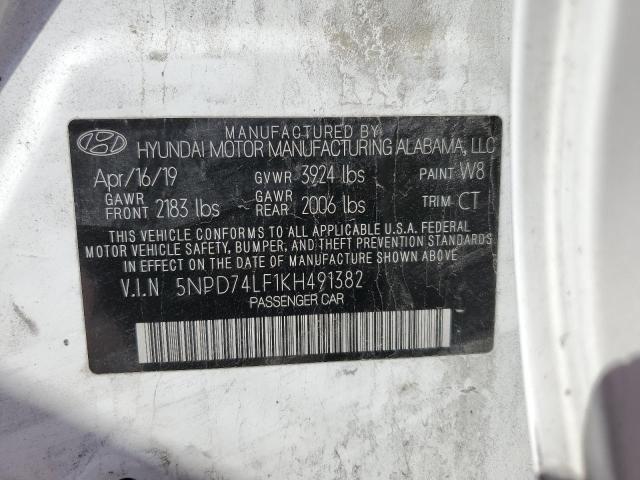 MANUFACTURED BY
HYUNDAI MOTOR MANUFACTURING ALABAMA, LLC
Apr/16/19 GVWR 3924 lbs PAINT W8
GAWR FRONT 2183 lbs GAWR REAR 2006 lbs TRIM CT
THIS VEHICLE CONFORMS TO ALL APPLICABLE U.S.A. FEDERAL
MOTOR VEHICLE SAFETY, BUMPER, AND THEFT PREVENTION STANDARDS
IN EFFECT ON THE DATE OF MANUFACTURE SHOWN ABOVE
V.I.N 5NPD74LF1KH491382
PASSENGER CAR